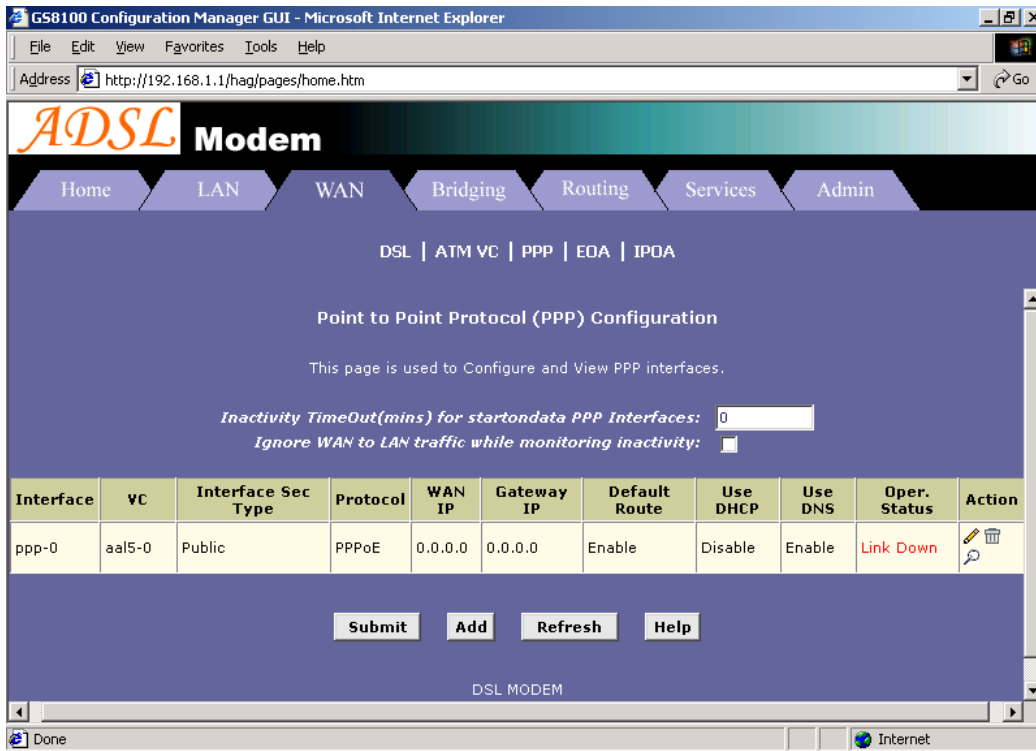 GS8100 Configuration Manager GUI - Microsoft Internet Explorer
File Edit View Favorites Tools Help
Address http://192.168.1.1/hag/pages/home.htm Go
ADSL Modem
Home LAN WAN Bridging Routing Services Admin
DSL | ATM VC | PPP | EOA | IPOA
Point to Point Protocol (PPP) Configuration
This page is used to Configure and View PPP interfaces.
Inactivity TimeOut(mins) for startondata PPP Interfaces: 0
Ignore WAN to LAN traffic while monitoring inactivity:
Interface VC Interface Sec Type Protocol WAN IP Gateway IP Default Route Use DHCP Use DNS Oper. Status Action
ppp-0 aal5-0 Public PPPoE 0.0.0.0 0.0.0.0 Enable Disable Enable Link Down
Submit Add Refresh Help
DSL MODEM
Done Internet